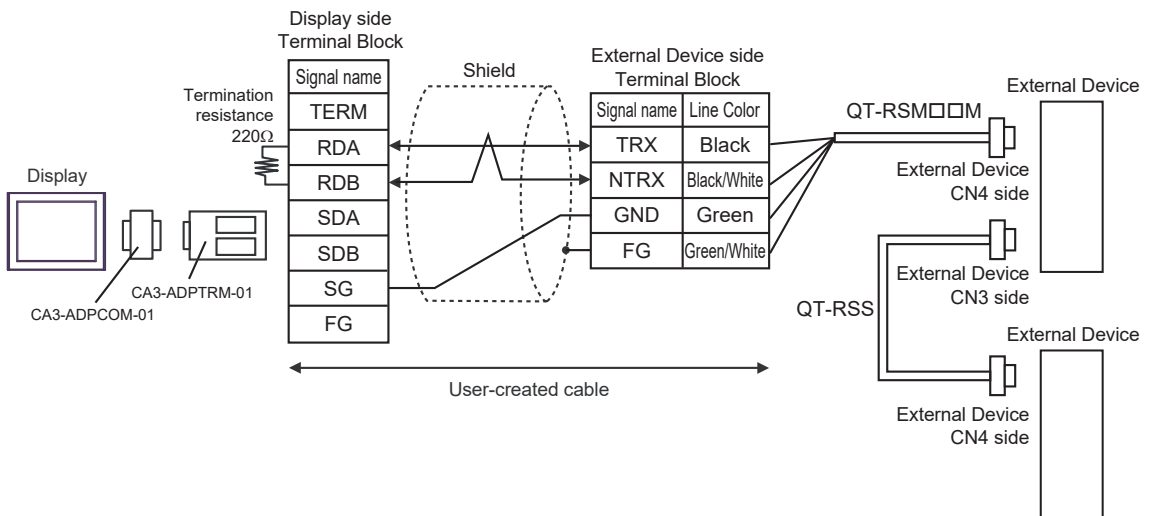 Display side
Terminal Block
Signal name
TERM
RDA
RDB
SDA
SDB
SG
FG
Termination
resistance
220Ω
Display
CA3-ADPCOM-01
CA3-ADPTRM-01
Shield
User-created cable
External Device side
Terminal Block
Signal name Line Color
TRX Black
NTRX Black/White
GND Green
FG Green/White
QT-RSM□□M
External Device
External Device
CN4 side
External Device
CN3 side
QT-RSS
External Device
External Device
CN4 side